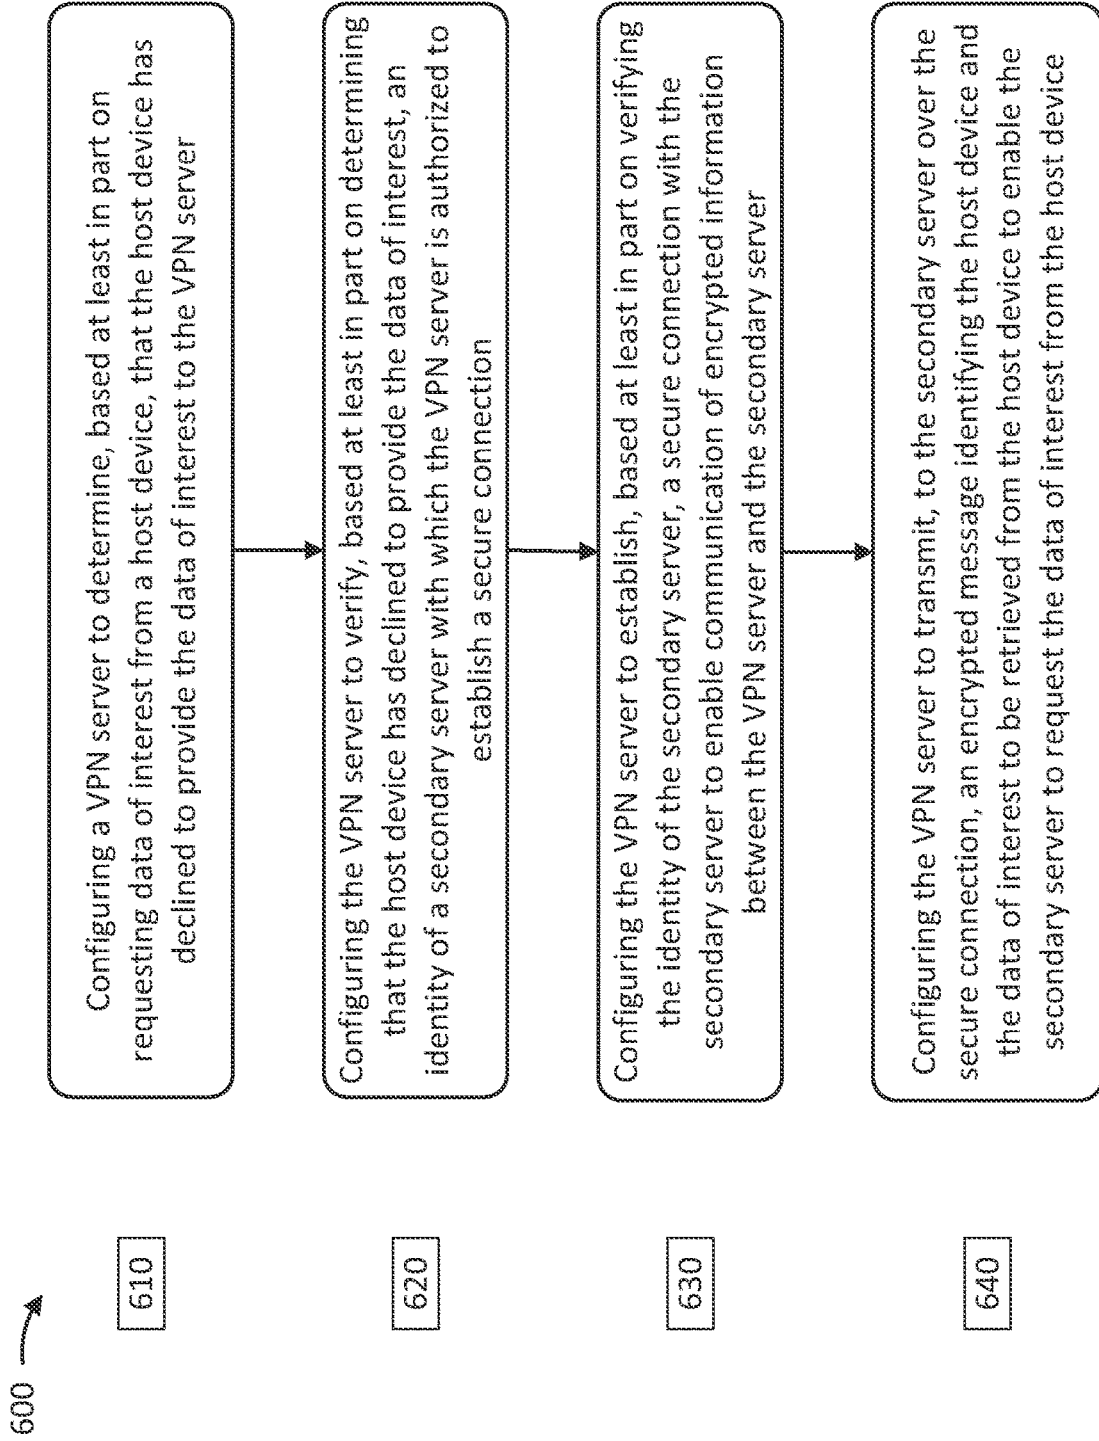 600
610
Configuring a VPN server to determine, based at least in part on
requesting data of interest from a host device, that the host device has
declined to provide the data of interest to the VPN server
620
Configuring the VPN server to verify, based at least in part on determining
that the host device has declined to provide the data of interest, an
identity of a secondary server with which the VPN server is authorized to
establish a secure connection
630
Configuring the VPN server to establish, based at least in part on verifying
the identity of the secondary server, a secure connection with the
secondary server to enable communication of encrypted information
between the VPN server and the secondary server
640
Configuring the VPN server to transmit, to the secondary server over the
secure connection, an encrypted message identifying the host device and
the data of interest to be retrieved from the host device to enable the
secondary server to request the data of interest from the host device